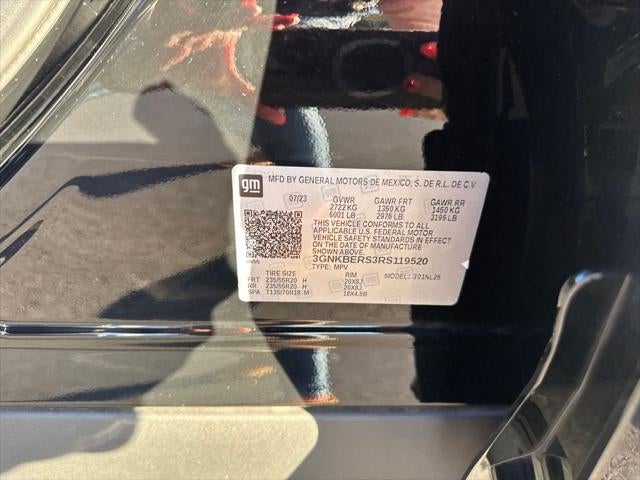 gm MFD BY GENERAL MOTORS DE MEXICO, S. DE R.L. DE C.V
07/23 GVWR GAWR FRT GAWR RR
2722 KG 1350 KG 1450 KG
6001 LB 2976 LB 3196 LB
THIS VEHICLE CONFORMS TO ALL
APPLICABLE U.S. FEDERAL MOTOR
VEHICLE SAFETY STANDARDS IN EFFECT
ON THE DATE OF MANUFACTURE
SHOWN ABOVE.
3GNKBERS3RS119520
TYPE: MPV
TIRE SIZE RIM MODEL: 301NL26
FRT 235/55R20 H 20X8J
RR 235/55R20 H 20X8J
SPA T135/70R18 M 18X4.5B